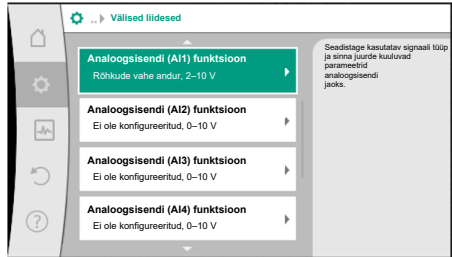 .. Välised liidesed
Analoogsisendi (AI1) funktsioon
Rõhkude vahe andur, 2–10 V
Analoogsisendi (AI2) funktsioon
Ei ole konfigureeritud, 0–10 V
Analoogsisendi (AI3) funktsioon
Ei ole konfigureeritud, 0–10 V
Analoogsisendi (AI4) funktsioon
Ei ole konfigureeritud, 0–10 V
Seadistage kasutatav signaali tüüp
ja sinna juurde kuuluvad
parameetrid
analoogsisendi
jaoks.
?